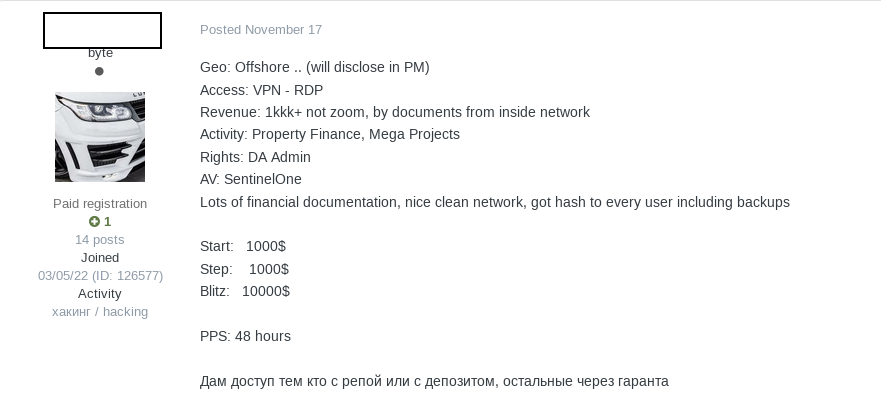 Posted November 17
byte
Geo: Offshore .. (will disclose in PM)
Access: VPN - RDP
Revenue: 1kkk+ not zoom, by documents from inside network
Activity: Property Finance, Mega Projects
Rights: DA Admin
AV: SentinelOne
Lots of financial documentation, nice clean network, got hash to every user including backups
Start: 1000$
Step: 1000$
Blitz: 10000$
PPS: 48 hours
Дам доступ тем кто с репой или с депозитом, остальные через гаранта
Paid registration
1
14 posts
Joined
03/05/22 (ID: 126577)
Activity
хакинг / hacking